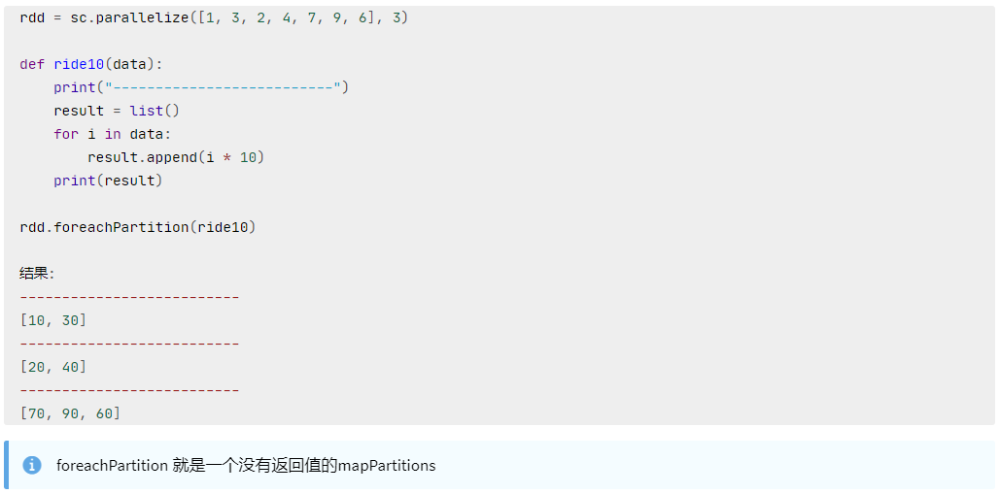 rdd = sc.parallelize([1, 3, 2, 4, 7, 9, 6], 3)
def ride10(data):
    print("--------------------------")
    result = list()
    for i in data:
        result.append(i * 10)
    print(result)
rdd.foreachPartition(ride10)
结果:
--------------------------
[10, 30]
--------------------------
[20, 40]
--------------------------
[70, 90, 60]
foreachPartition 就是一个没有返回值的mapPartitions